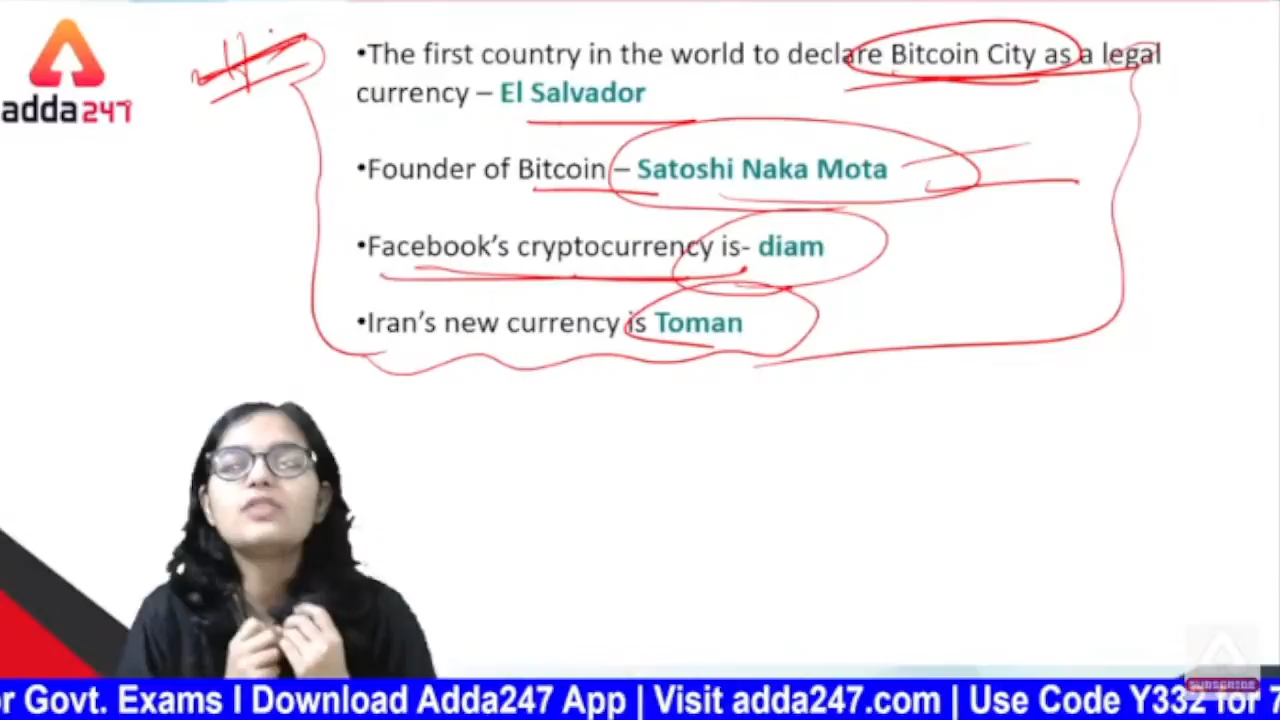 adda247
•The first country in the world to declare Bitcoin City as a legal
currency – El Salvador
•Founder of Bitcoin – Satoshi Naka Mota
•Facebook's cryptocurrency is- diam
•Iran's new currency is Toman
SUBSCRIBE
or Govt. Exams I Download Adda247 App | Visit adda247.com | Use Code Y332 for 7